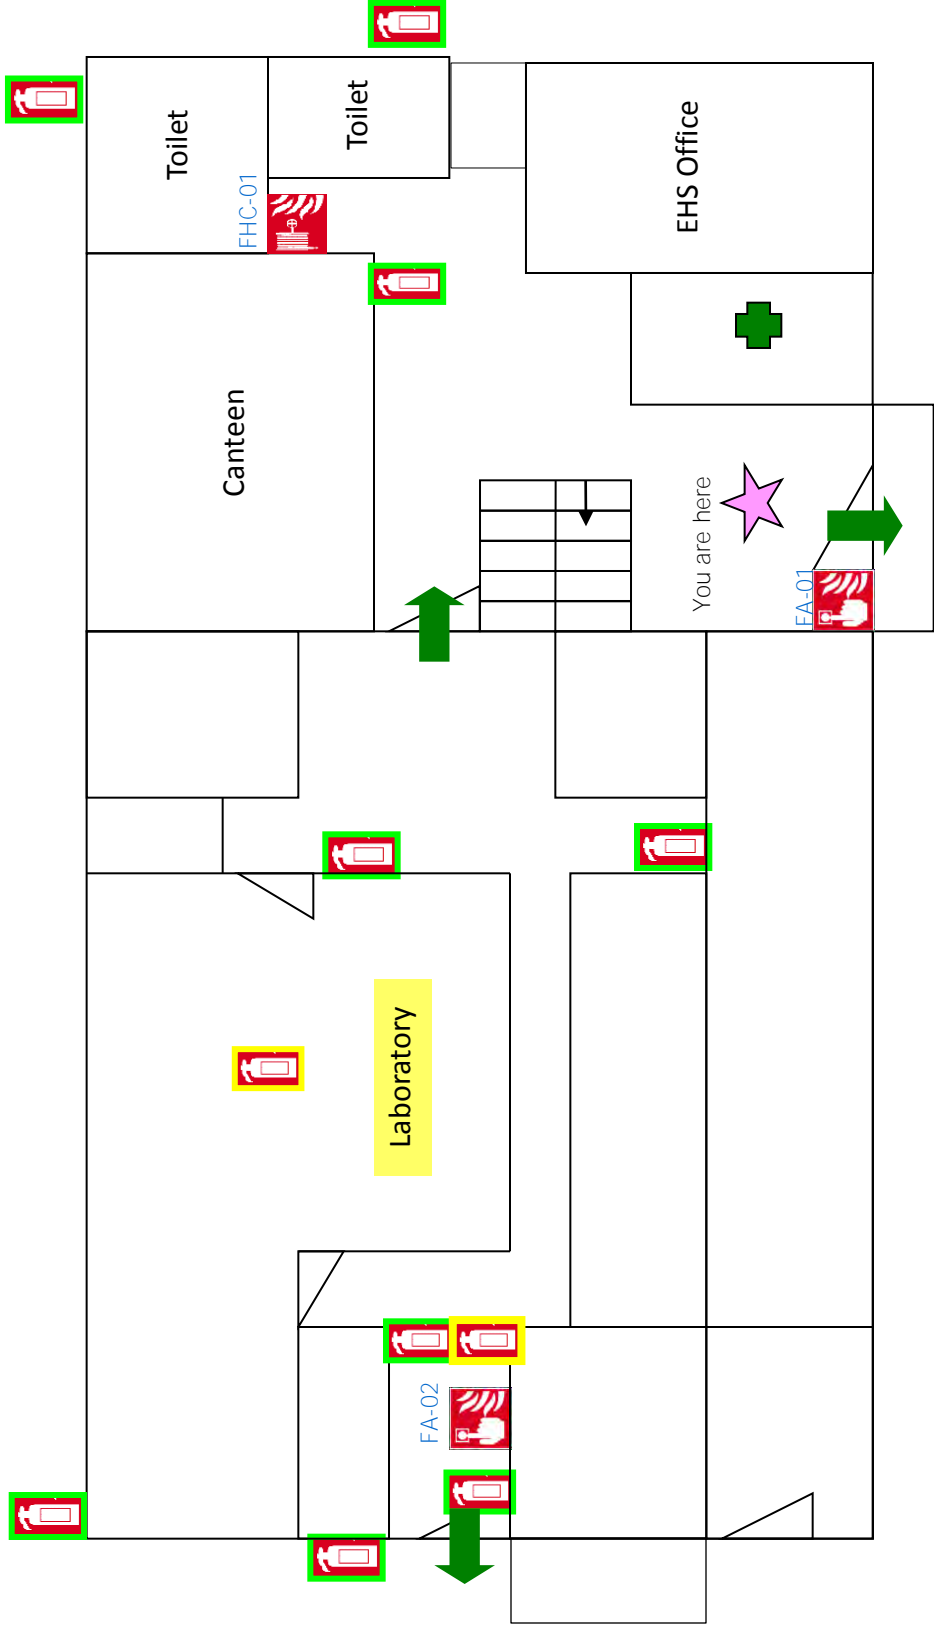 Toilet
Toilet
FHC-01
EHS Office
Canteen
You are here
FA-01
Laboratory
FA-02